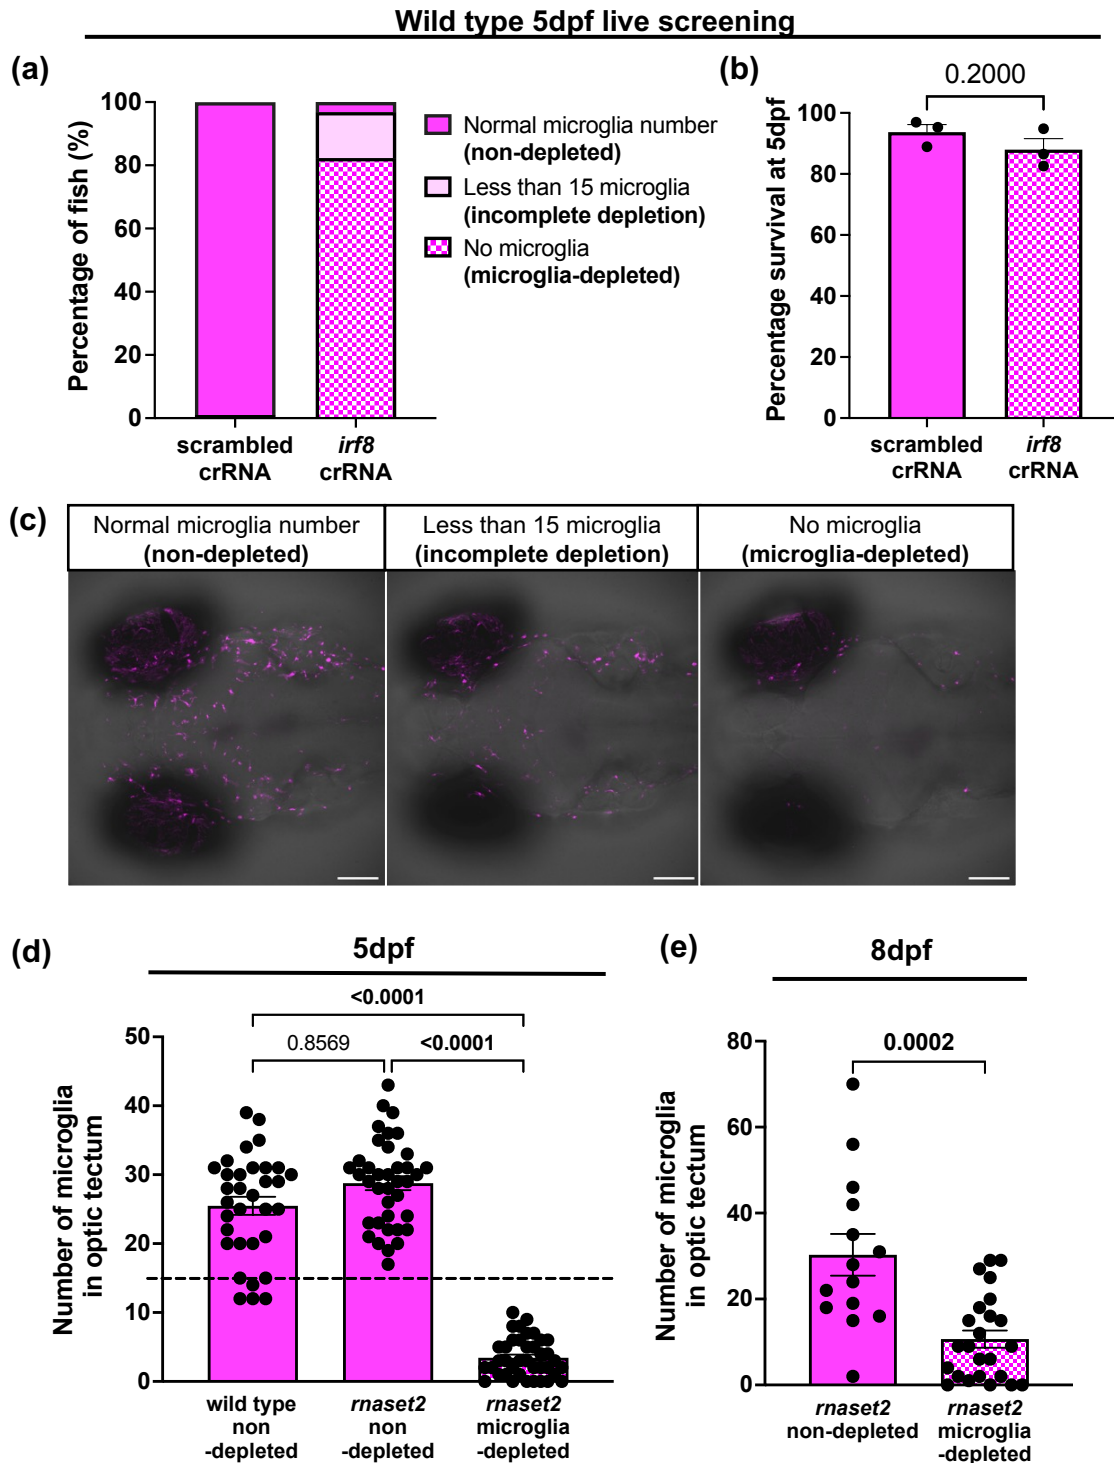 Wild type 5dpf live screening
(a)
Percentage of fish (%)
100
80
60
40
20
0
scrambled
crRNA
irf8
crRNA
Normal microglia number
(non-depleted)
Less than 15 microglia
(incomplete depletion)
No microglia
(microglia-depleted)
(b)
0.2000
Percentage survival at 5dpf
100
80
60
40
20
0
scrambled
crRNA
irf8
crRNA
(c)
Normal microglia number
(non-depleted)
Less than 15 microglia
(incomplete depletion)
No microglia
(microglia-depleted)
(d)
5dpf
<0.0001
0.8569
<0.0001
Number of microglia
in optic tectum
50
40
30
20
10
0
wild type
non
-depleted
rnaset2
non
-depleted
rnaset2
microglia
-depleted
(e)
8dpf
0.0002
Number of microglia
in optic tectum
80
60
40
20
0
rnaset2
non-depleted
rnaset2
microglia
-depleted